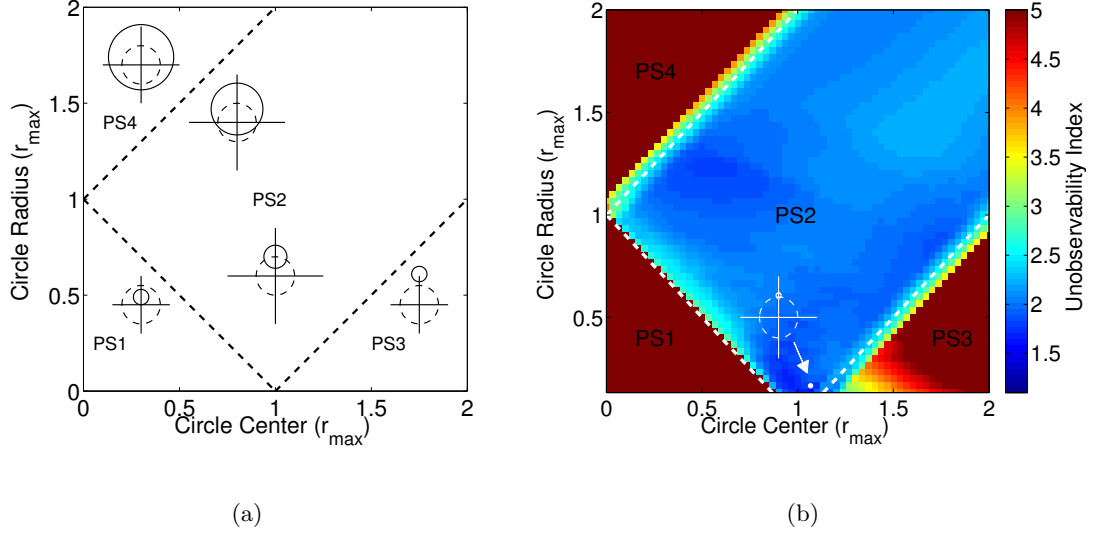 2
1.5
1
0.5
0
0
0.5
1
1.5
2
Circle Radius (r_max)
Circle Center (r_max)
PS4
PS2
PS1
PS3
(a)
2
1.5
1
0.5
0.5
1
1.5
2
Circle Radius (r_max)
Circle Center (r_max)
PS4
PS2
PS1
PS3
5
4.5
4
3.5
3
2.5
2
1.5
Unobservability Index
(b)